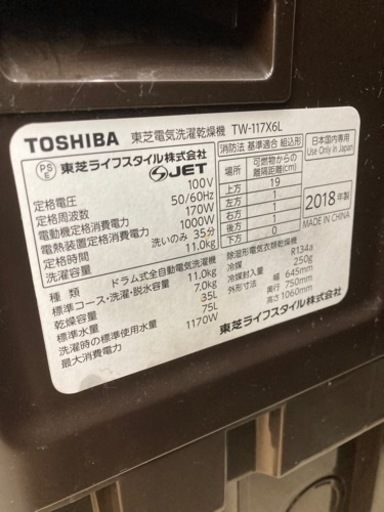 TOSHIBA 東芝電気洗濯乾燥機 TW-117X6L
PS
E
東芝ライフスタイル株式会社
JET
定格電圧 100V
定格周波数 50/60Hz
電動機定格消費電力 170W
電熱装置定格消費電力 1000W
定格時間 洗いのみ 35分
洗濯容量 11.0kg
消防法 基準適合 組込形
場所 可燃物からの離隔距離(cm)
上方 19
左方 1
右方 1
後方 1
下方 0
日本国内専用
Use only in Japan
2018年製
MADE IN CHINA
種類 ドラム式全自動電気洗濯機
標準コース・洗濯・脱水容量 11.0kg
乾燥容量 7.0kg
標準水量 35L
洗濯時の標準使用水量 75L
最大消費電力 1170W
除湿形電気衣類乾燥機
冷媒 R134a
冷媒封入量 250g
外形寸法 幅 645mm
奥行 750mm
高さ 1060mm
東芝ライフスタイル株式会社